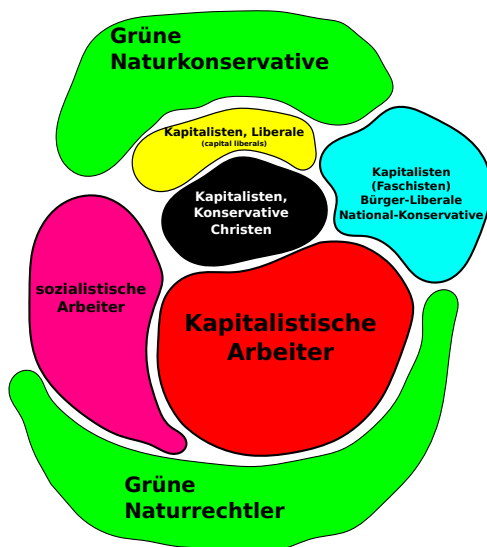 Grüne
Naturkonservative
Kapitalisten, Liberale
(capital liberals)
Kapitalisten
(Faschisten)
Bürger-Liberale
National-Konservative
Kapitalisten,
Konservative
Christen
sozialistische
Arbeiter
Kapitalistische
Arbeiter
Grüne
Naturrechtler